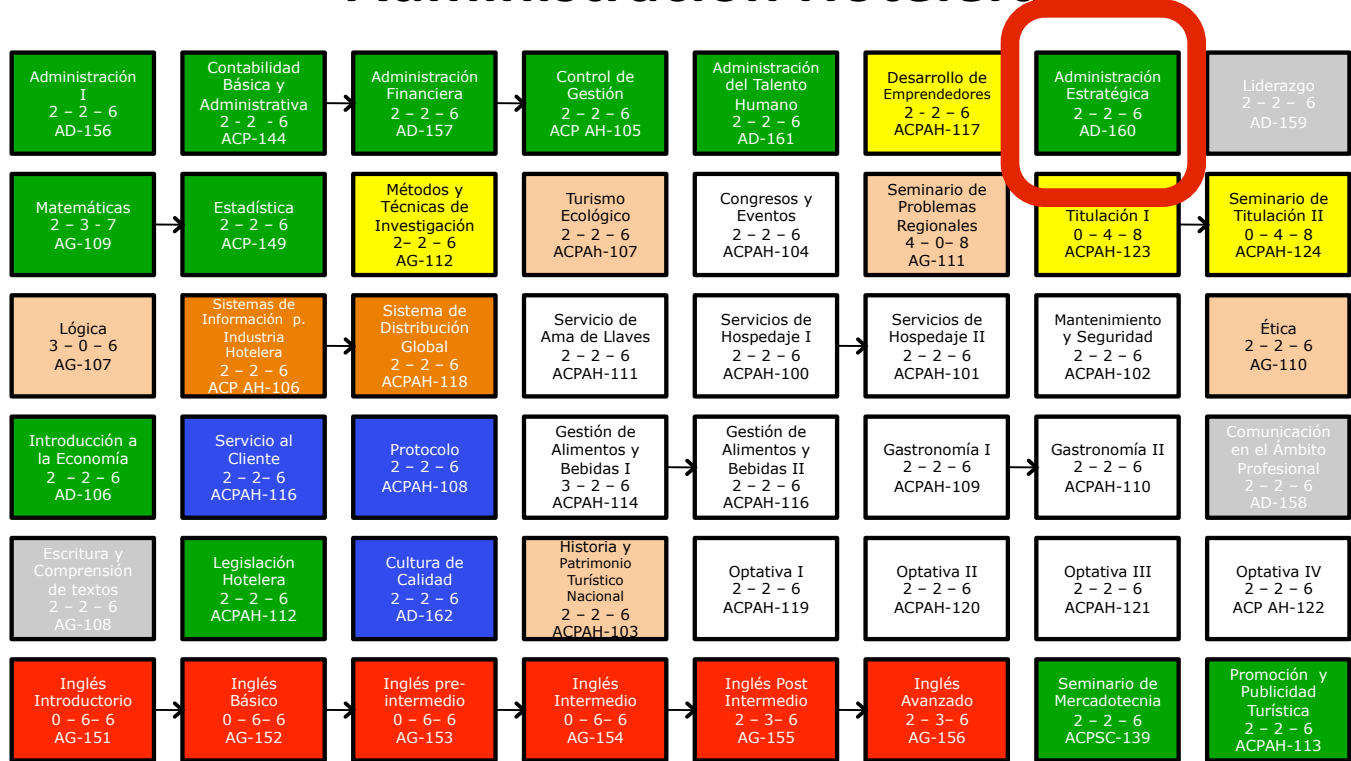 Administración Hotelera
Administración
I
2 – 2 – 6
AD-156
Contabilidad
Básica y
Administrativa
2 - 2 - 6
ACP-144
Administración
Financiera
2 – 2 – 6
AD-157
Control de
Gestión
2 – 2 – 6
ACP AH-105
Administración
del Talento
Humano
2 – 2 – 6
AD-161
Desarrollo de
Emprendedores
2 - 2 – 6
ACPAH-117
Administración
Estratégica
2 – 2 – 6
AD-160
Liderazgo
2 – 2 – 6
AD-159
Matemáticas
2 – 3 - 7
AG-109
Estadística
2 – 2 – 6
ACP-149
Métodos y
Técnicas de
Investigación
2– 2 – 6
AG-112
Turismo
Ecológico
2 – 2 – 6
ACPAh-107
Congresos y
Eventos
2 – 2 – 6
ACPAH-104
Seminario de
Problemas
Regionales
4 – 0– 8
AG-111
Titulación I
0 – 4 – 8
ACPAH-123
Seminario de
Titulación II
0 – 4 – 8
ACPAH-124
Lógica
3 – 0 – 6
AG-107
Sistemas de
Información p.
Industria
Hotelera
2 – 2 – 6
ACP AH-106
Sistema de
Distribución
Global
2 – 2 – 6
ACPAH-118
Servicio de
Ama de Llaves
2 – 2 – 6
ACPAH-111
Servicios de
Hospedaje I
2 – 2 – 6
ACPAH-100
Servicios de
Hospedaje II
2 – 2 – 6
ACPAH-101
Mantenimiento
y Seguridad
2 – 2 – 6
ACPAH-102
Ética
2 – 2 – 6
AG-110
Introducción a
la Economía
2 – 2 – 6
AD-106
Servicio al
Cliente
2 – 2– 6
ACPAH-116
Protocolo
2 – 2 – 6
ACPAH-108
Gestión de
Alimentos y
Bebidas I
3 – 2 – 6
ACPAH-114
Gestión de
Alimentos y
Bebidas II
2 – 2 – 6
ACPAH-116
Gastronomía I
2 – 2 – 6
ACPAH-109
Gastronomía II
2 – 2 – 6
ACPAH-110
Comunicación
en el Ámbito
Profesional
2 – 2 – 6
AD-158
Escritura y
Comprensión
de textos
2 – 2 – 6
AG-108
Legislación
Hotelera
2 – 2 – 6
ACPAH-112
Cultura de
Calidad
2 – 2 – 6
AD-162
Historia y
Patrimonio
Turístico
Nacional
2 – 2 – 6
ACPAH-103
Optativa I
2 – 2 – 6
ACPAH-119
Optativa II
2 – 2 – 6
ACPAH-120
Optativa III
2 – 2 – 6
ACPAH-121
Optativa IV
2 – 2 – 6
ACP AH-122
Inglés
Introductorio
0 – 6– 6
AG-151
Inglés
Básico
0 – 6– 6
AG-152
Inglés pre-
intermedio
0 – 6– 6
AG-153
Inglés
Intermedio
0 – 6– 6
AG-154
Inglés Post
Intermedio
2 – 3– 6
AG-155
Inglés
Avanzado
2 – 3– 6
AG-156
Seminario de
Mercadotecnia
2 – 2 – 6
ACPSC-139
Promoción y
Publicidad
Turística
2 – 2 – 6
ACPAH-113